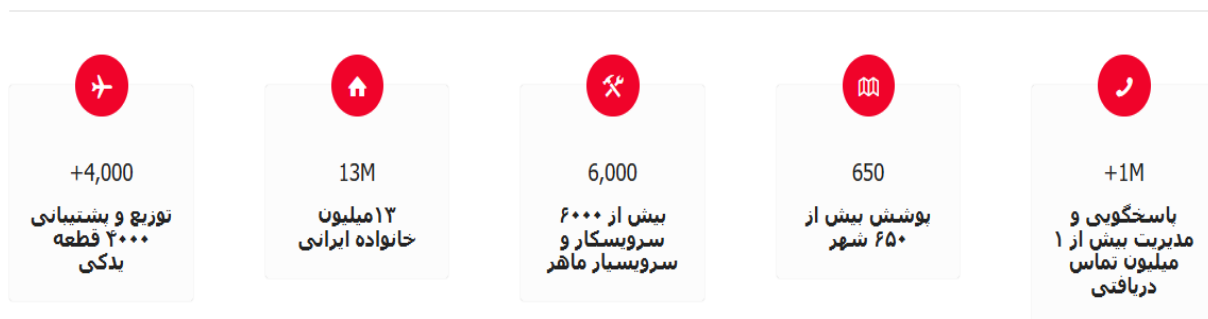 +1M
پاسخگویی و
مدیریت بیش از ۱
میلیون تماس
دریافتی
650
پوشش بیش از
۶۵۰ شهر
6,000
بیش از ۶۰۰۰
سرویسکار و
سرویسیار ماهر
13M
۱۳میلیون
خانواده ایرانی
+4,000
توزیع و پشتیبانی
۴۰۰۰ قطعه
یدکی